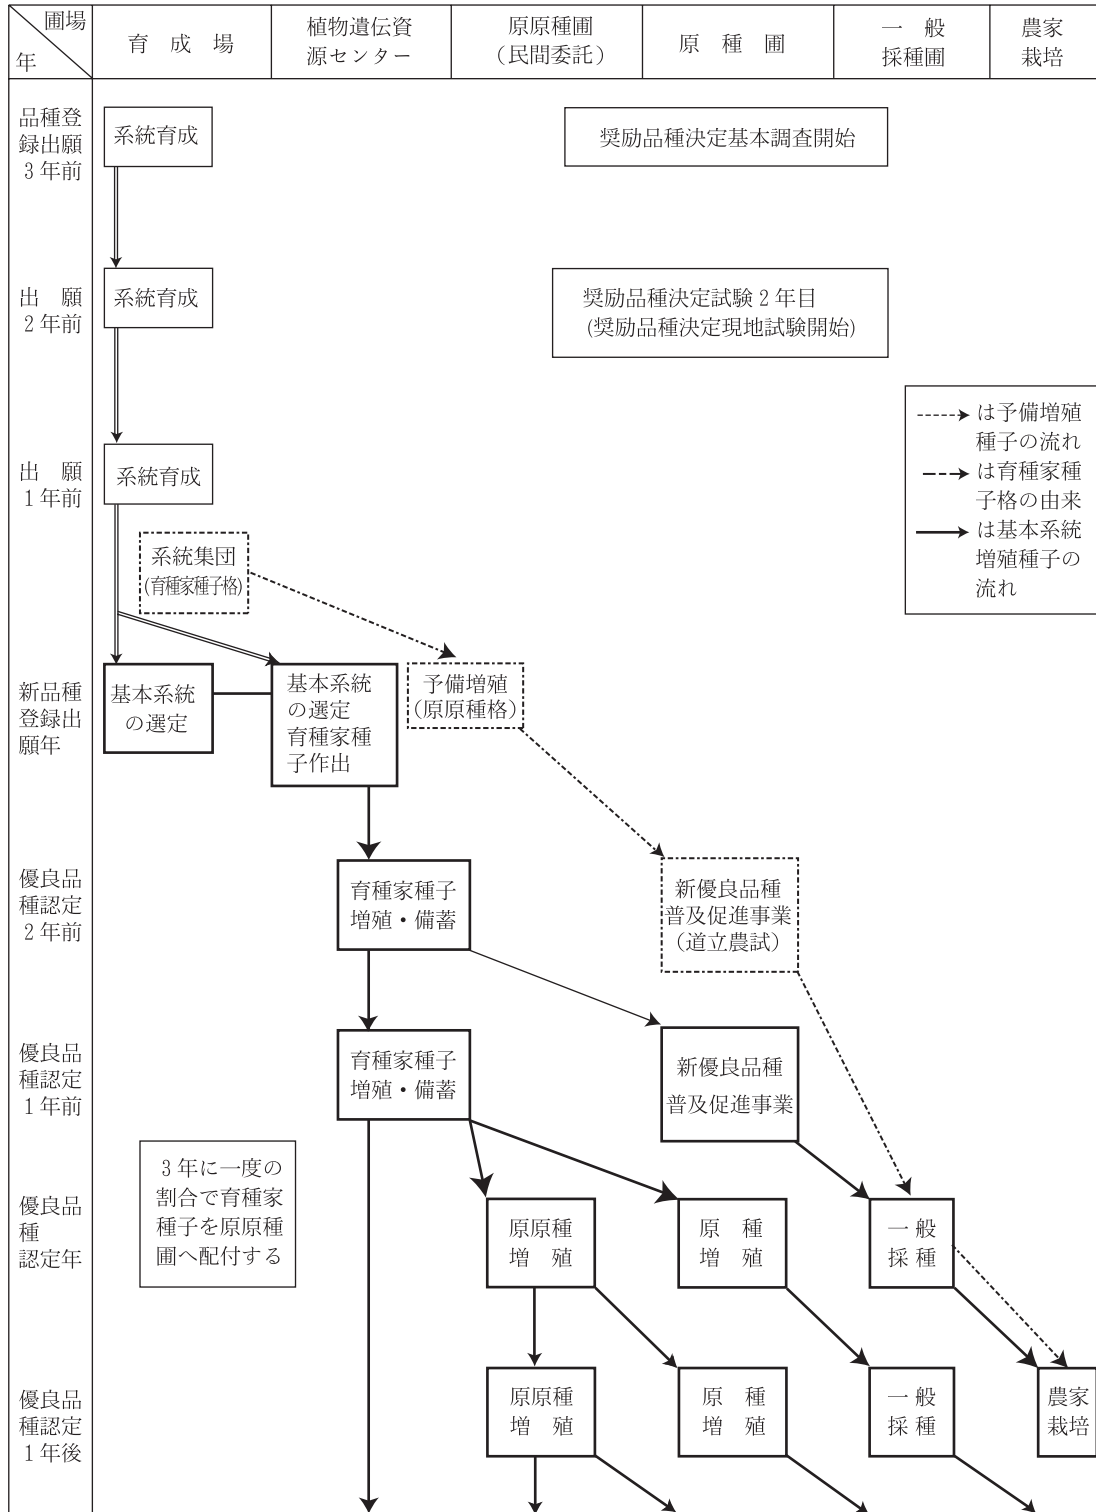 圃場
年
育　成　場
植物遺伝資
源センター
原原種圃
（民間委託）
原　種　圃
一　般
採種圃
農家
栽培
品種登
録出願
3年前
系統育成
奨励品種決定基本調査開始
出　願
2年前
系統育成
奨励品種決定試験2年目
(奨励品種決定現地試験開始)
は予備増殖
種子の流れ
は育種家種
子格の由来
は基本系統
増殖種子の
流れ
出　願
1年前
系統育成
系統集団
(育種家種子格)
新品種
登録出
願年
基本系統
の選定
基本系統
の選定
育種家種
子作出
予備増殖
（原原種格）
優良品
種認定
2年前
育種家種子
増殖・備蓄
新優良品種
普及促進事業
（道立農試）
優良品
種認定
1年前
育種家種子
増殖・備蓄
新優良品種
普及促進事業
3年に一度の
割合で育種家
種子を原原種
圃へ配付する
優良品
種
認定年
原原種
増　殖
原　種
増　殖
一 般
採 種
優良品
種認定
1年後
原原種
増　殖
原　種
増　殖
一 般
採 種
農家
栽培